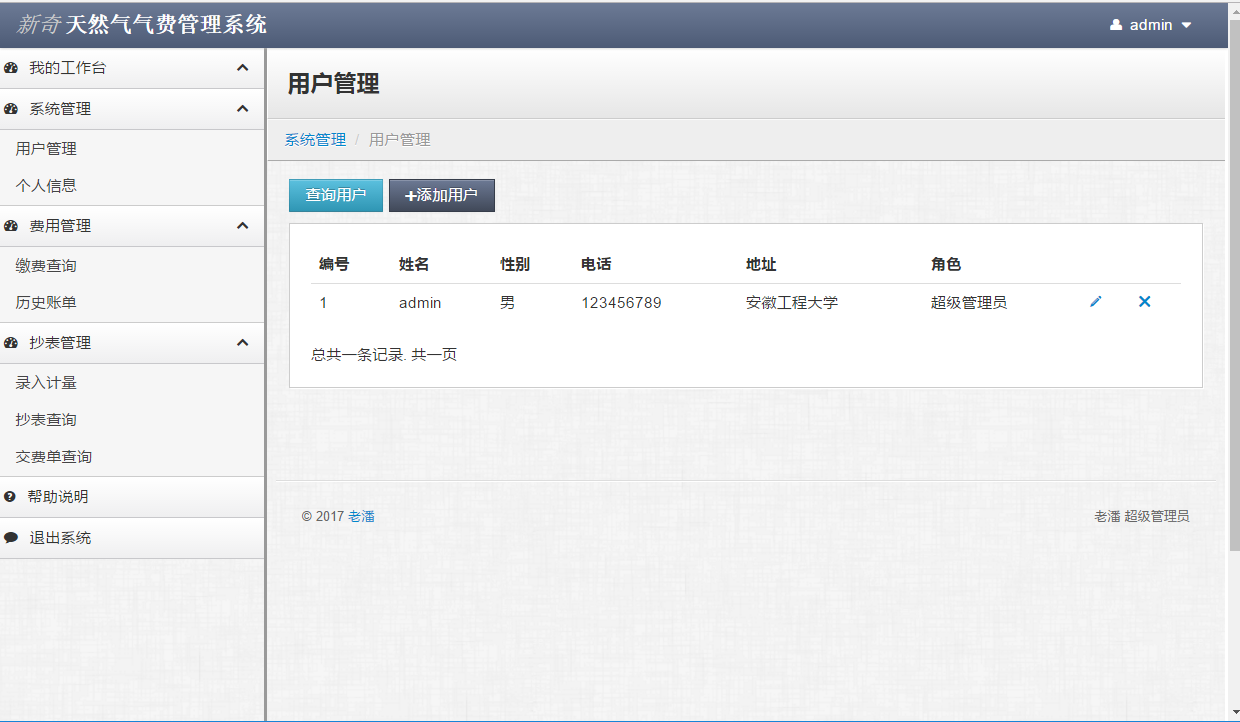 新奇 天然气气费管理系统
admin
我的工作台
系统管理
用户管理
个人信息
费用管理
缴费查询
历史账单
抄表管理
录入计量
抄表查询
交费单查询
帮助说明
退出系统
用户管理
系统管理 / 用户管理
查询用户 +添加用户
编号 姓名 性别 电话 地址 角色
1 admin 男 123456789 安徽工程大学 超级管理员
总共一条记录. 共一页
© 2017 老潘
老潘 超级管理员